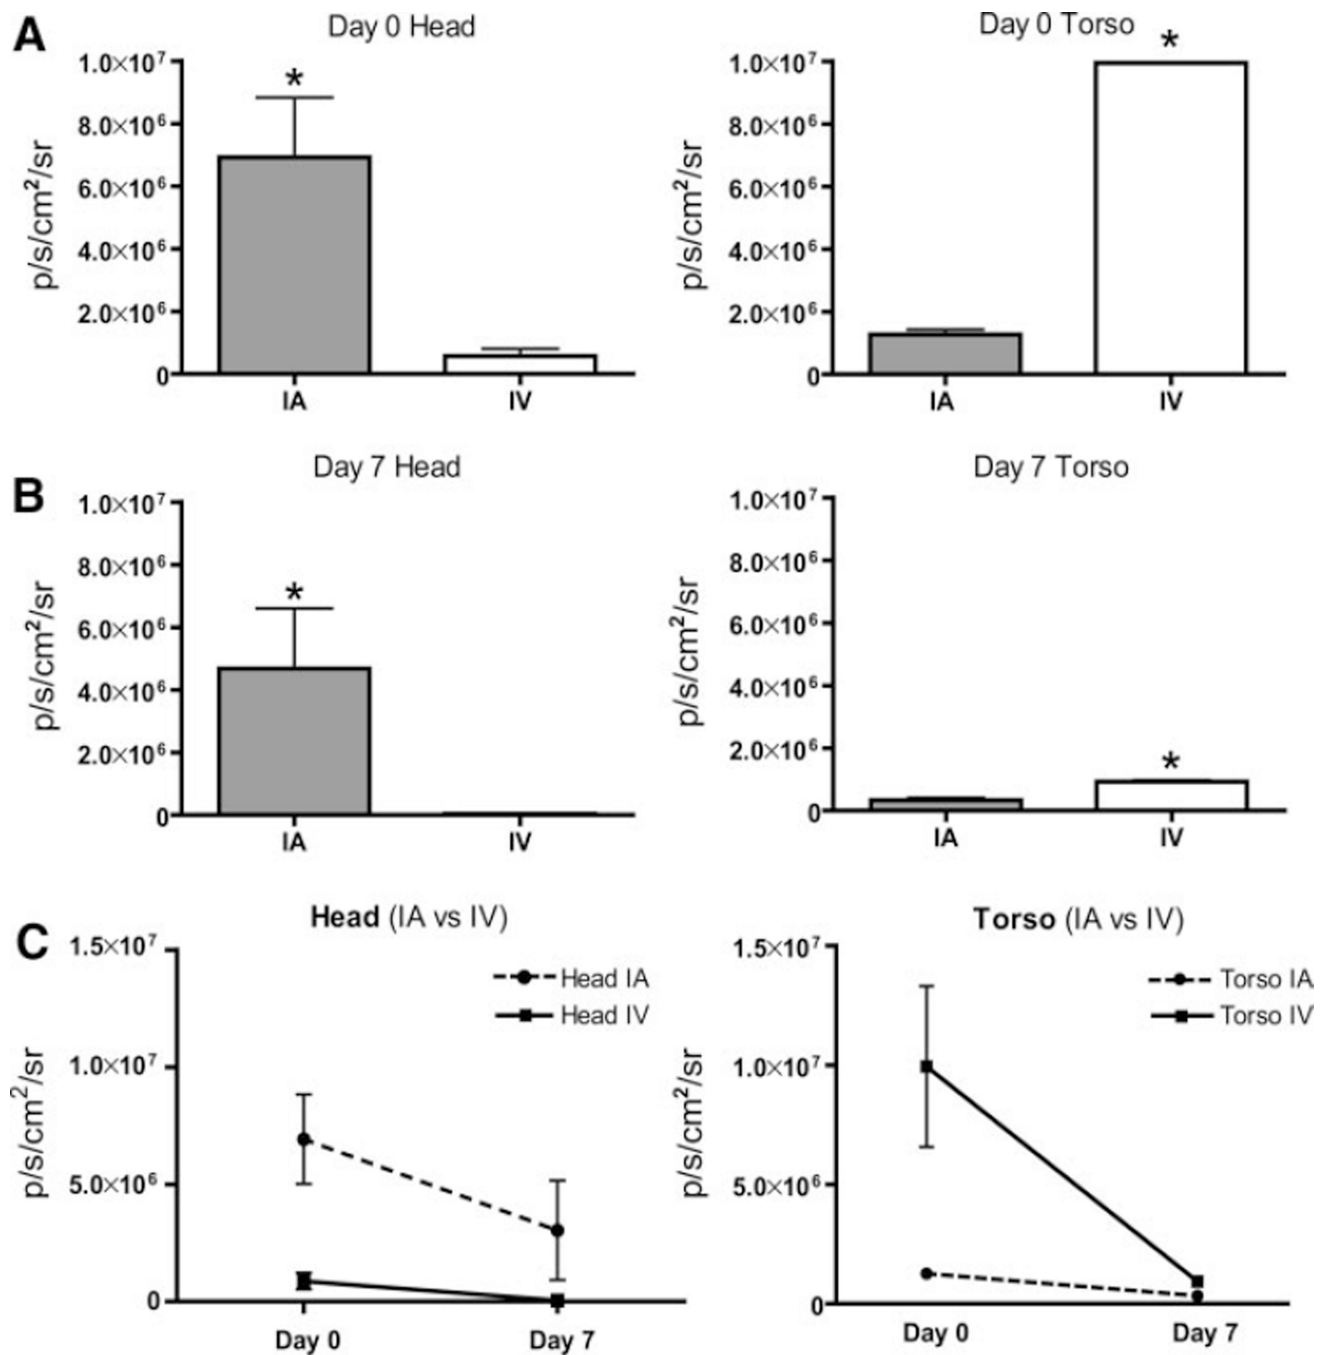 A
Day 0 Head
Day 0 Torso
p/s/cm²/sr
1.0×10⁷
8.0×10⁶
6.0×10⁶
4.0×10⁶
2.0×10⁶
0
*
IA
IV
p/s/cm²/sr
1.0×10⁷
8.0×10⁶
6.0×10⁶
4.0×10⁶
2.0×10⁶
0
*
IA
IV
B
Day 7 Head
Day 7 Torso
p/s/cm²/sr
1.0×10⁷
8.0×10⁶
6.0×10⁶
4.0×10⁶
2.0×10⁶
0
*
IA
IV
p/s/cm²/sr
1.0×10⁷
8.0×10⁶
6.0×10⁶
4.0×10⁶
2.0×10⁶
0
*
IA
IV
C
Head (IA vs IV)
Torso (IA vs IV)
p/s/cm²/sr
1.5×10⁷
1.0×10⁷
5.0×10⁶
0
Head IA
Head IV
Day 0
Day 7
p/s/cm²/sr
1.5×10⁷
1.0×10⁷
5.0×10⁶
0
Torso IA
Torso IV
Day 0
Day 7